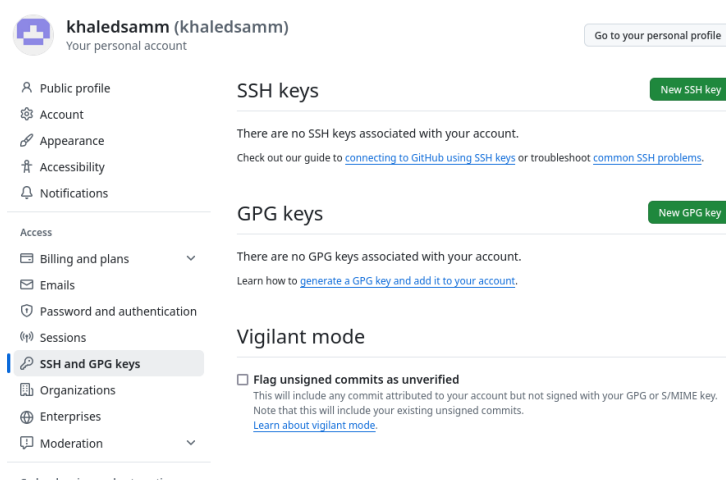 khaledsamm (khaledsamm)
Your personal account
Go to your personal profile
Public profile
Account
Appearance
Accessibility
Notifications
Access
Billing and plans
Emails
Password and authentication
Sessions
SSH and GPG keys
Organizations
Enterprises
Moderation
SSH keys
New SSH key
There are no SSH keys associated with your account.
Check out our guide to connecting to GitHub using SSH keys or troubleshoot common SSH problems.
GPG keys
New GPG key
There are no GPG keys associated with your account.
Learn how to generate a GPG key and add it to your account.
Vigilant mode
Flag unsigned commits as unverified
This will include any commit attributed to your account but not signed with your GPG or S/MIME key.
Note that this will include your existing unsigned commits.
Learn about vigilant mode.